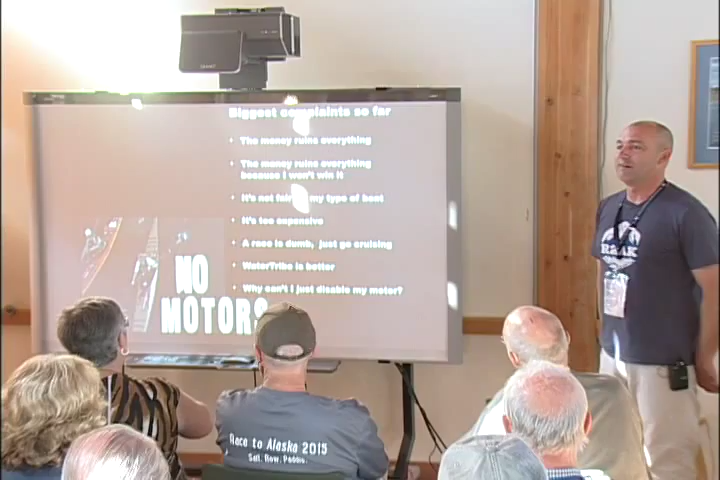 Biggest complaints so far
• The money ruins everything
• The money ruins everything
because I won't win it
• It's not fair my type of boat
• It's too expensive
• A race is dumb, just go cruising
• WaterTribe is better
• Why can't I just disable my motor?
NO
MOTORS
R2AK
Race to Alaska 2015
Sail. Row. Paddle.